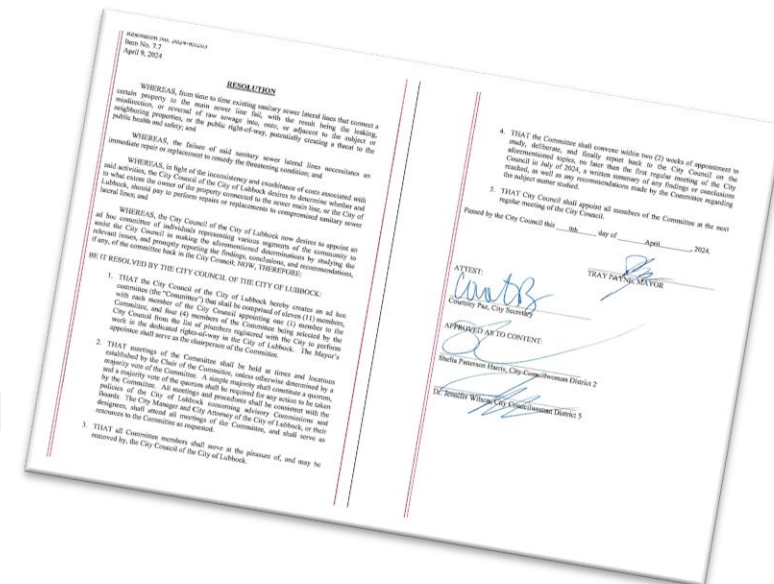 Resolution No. 2024-R0203
Item No. 7.7
April 9, 2024
RESOLUTION
WHEREAS, from time to time existing sanitary sewer lateral lines that connect a
certain property to the main sewer line fail, with the result being the leaking,
misdirection, or reversal of raw sewage into, onto, or adjacent to the subject or
neighboring properties, or the public right-of-way, potentially creating a threat to the
public health and safety; and
WHEREAS, the failure of said sanitary sewer lateral lines necessitates an
immediate repair or replacement to remedy the threatening condition; and
WHEREAS, in light of the inconsistency and exorbitance of costs associated with
said activities, the City Council of the City of Lubbock desires to determine whether and
to what extent the owner of the property connected to the sewer main line, or the City of
Lubbock, should pay to perform repairs or replacements to compromised sanitary sewer
lateral lines; and
WHEREAS, the City Council of the City of Lubbock now desires to appoint an
ad hoc committee of individuals representing various segments of the community to
assist the City Council in making the aforementioned determinations by studying the
relevant issues, and promptly reporting the findings, conclusions, and recommendations,
if any, of the committee back to the City Council; NOW, THEREFORE:
BE IT RESOLVED BY THE CITY COUNCIL OF THE CITY OF LUBBOCK:
1. THAT the City Council of the City of Lubbock hereby creates an ad hoc
committee (the "Committee") that shall be comprised of eleven (11) members,
with each member of the City Council appointing one (1) member to the
Committee, and four (4) members of the Committee being selected by the
City Council from the list of plumbers registered with the City to perform
work in the dedicated rights-of-way in the City of Lubbock. The Mayor's
appointee shall serve as the chairperson of the Committee.
2. THAT meetings of the Committee shall be held at times and locations
established by the Chair of the Committee, unless otherwise determined by a
majority vote of the Committee. A simple majority shall constitute a quorum,
and a majority vote of the quorum shall be required for any action to be taken
by the Committee. All meetings and procedures shall be consistent with the
policies of the City of Lubbock concerning advisory Commissions and
Boards. The City Manager and City Attorney of the City of Lubbock, or their
designees, shall attend all meetings of the Committee, and shall serve as
resources to the Committee as requested.
3. THAT all Committee members shall serve at the pleasure of, and may be
removed by, the City Council of the City of Lubbock.
4. THAT the Committee shall convene within two (2) weeks of appointment to
study, deliberate, and finally report back to the City Council on the
aforementioned topics, no later than the first regular meeting of the City
Council in July of 2024, a written summary of any findings or conclusions
reached, as well as any recommendations made by the Committee regarding
the subject matter studied.
5. THAT City Council shall appoint all members of the Committee at the next
regular meeting of the City Council.
Passed by the City Council this 9th day of April, 2024.
TRAY PAYNE, MAYOR
ATTEST:
Courtney Paz, City Secretary
APPROVED AS TO CONTENT:
Shelia Patterson Harris, City Councilwoman District 2
Dr. Jennifer Wilson, City Councilwoman District 5